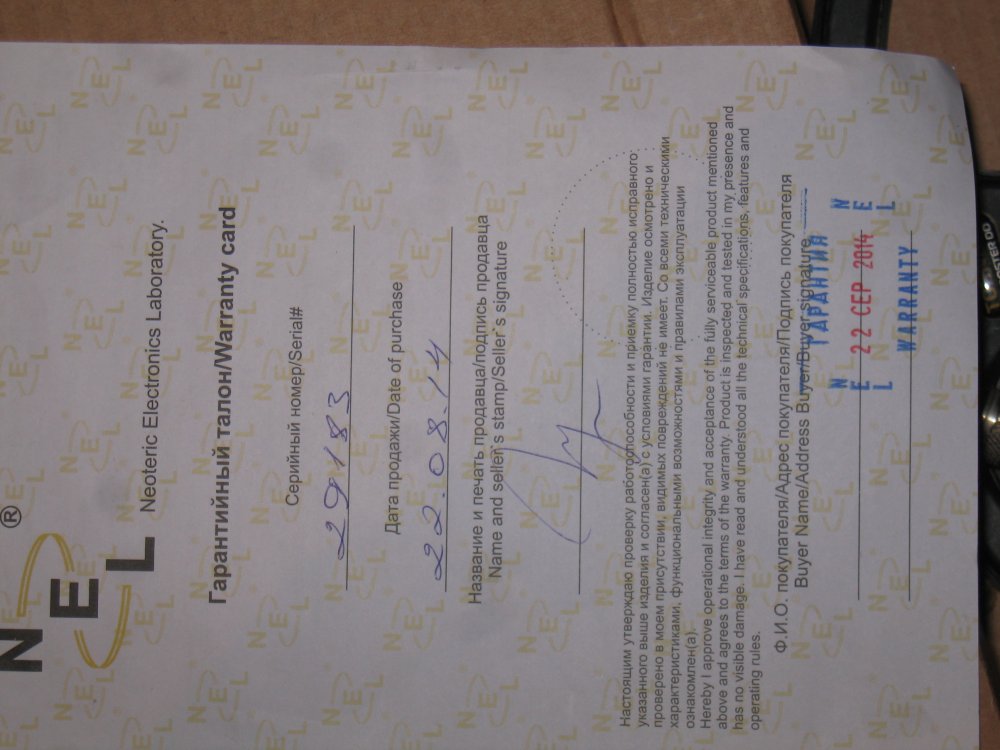 NEL®
Neoteric Electronics Laboratory.
Гарантийный талон/Warranty card
Серийный номер/Serial#
29183
Дата продажи/Date of purchase
22.08.14
Название и печать продавца/подпись продавца
Name and seller`s stamp/Seller`s signature
Настоящим утверждаю проверку работоспособности и приемку полностью исправного
указанного выше изделия и согласен(а) с условиями гарантии. Изделие осмотрено и
проверено в моем присутствии, видимых повреждений не имеет. Со всеми техническими
характеристиками, функциональными возможностями и правилами эксплуатации
ознакомлен(а).
Hereby I approve operational integrity and acceptance of the fully serviceable product mentioned
above and agrees to the terms of the warranty. Product is inspected and tested in my presence and
has no visible damage. I have read and understood all the technical specifications, features and
operating rules.
Ф.И.О. покупателя/Адрес покупателя/Подпись покупателя
Buyer Name/Address Buyer/Buyer signature
ГАРАНТИЯ
NEL 22 СЕР 2014 NEL
WARRANTY